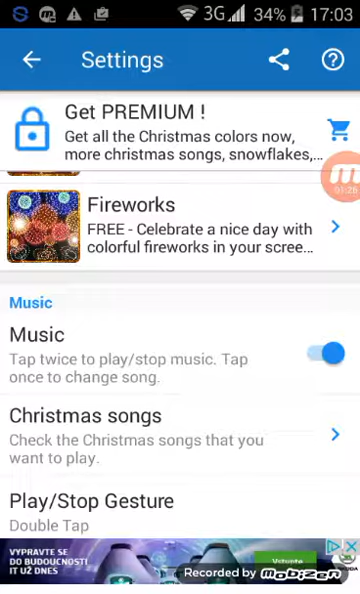 3G 34% 17:03
Settings
Get PREMIUM !
Get all the Christmas colors now,
more christmas songs, snowflakes,...
01:26
Fireworks
FREE - Celebrate a nice day with
colorful fireworks in your scree...
Music
Music
Tap twice to play/stop music. Tap
once to change song.
Christmas songs
Check the Christmas songs that you
want to play.
Play/Stop Gesture
Double Tap
VYPRAVTE SE
DO BUDOUCNOSTI
IT UŽ DNES
Vstupte
Recorded by mobizen